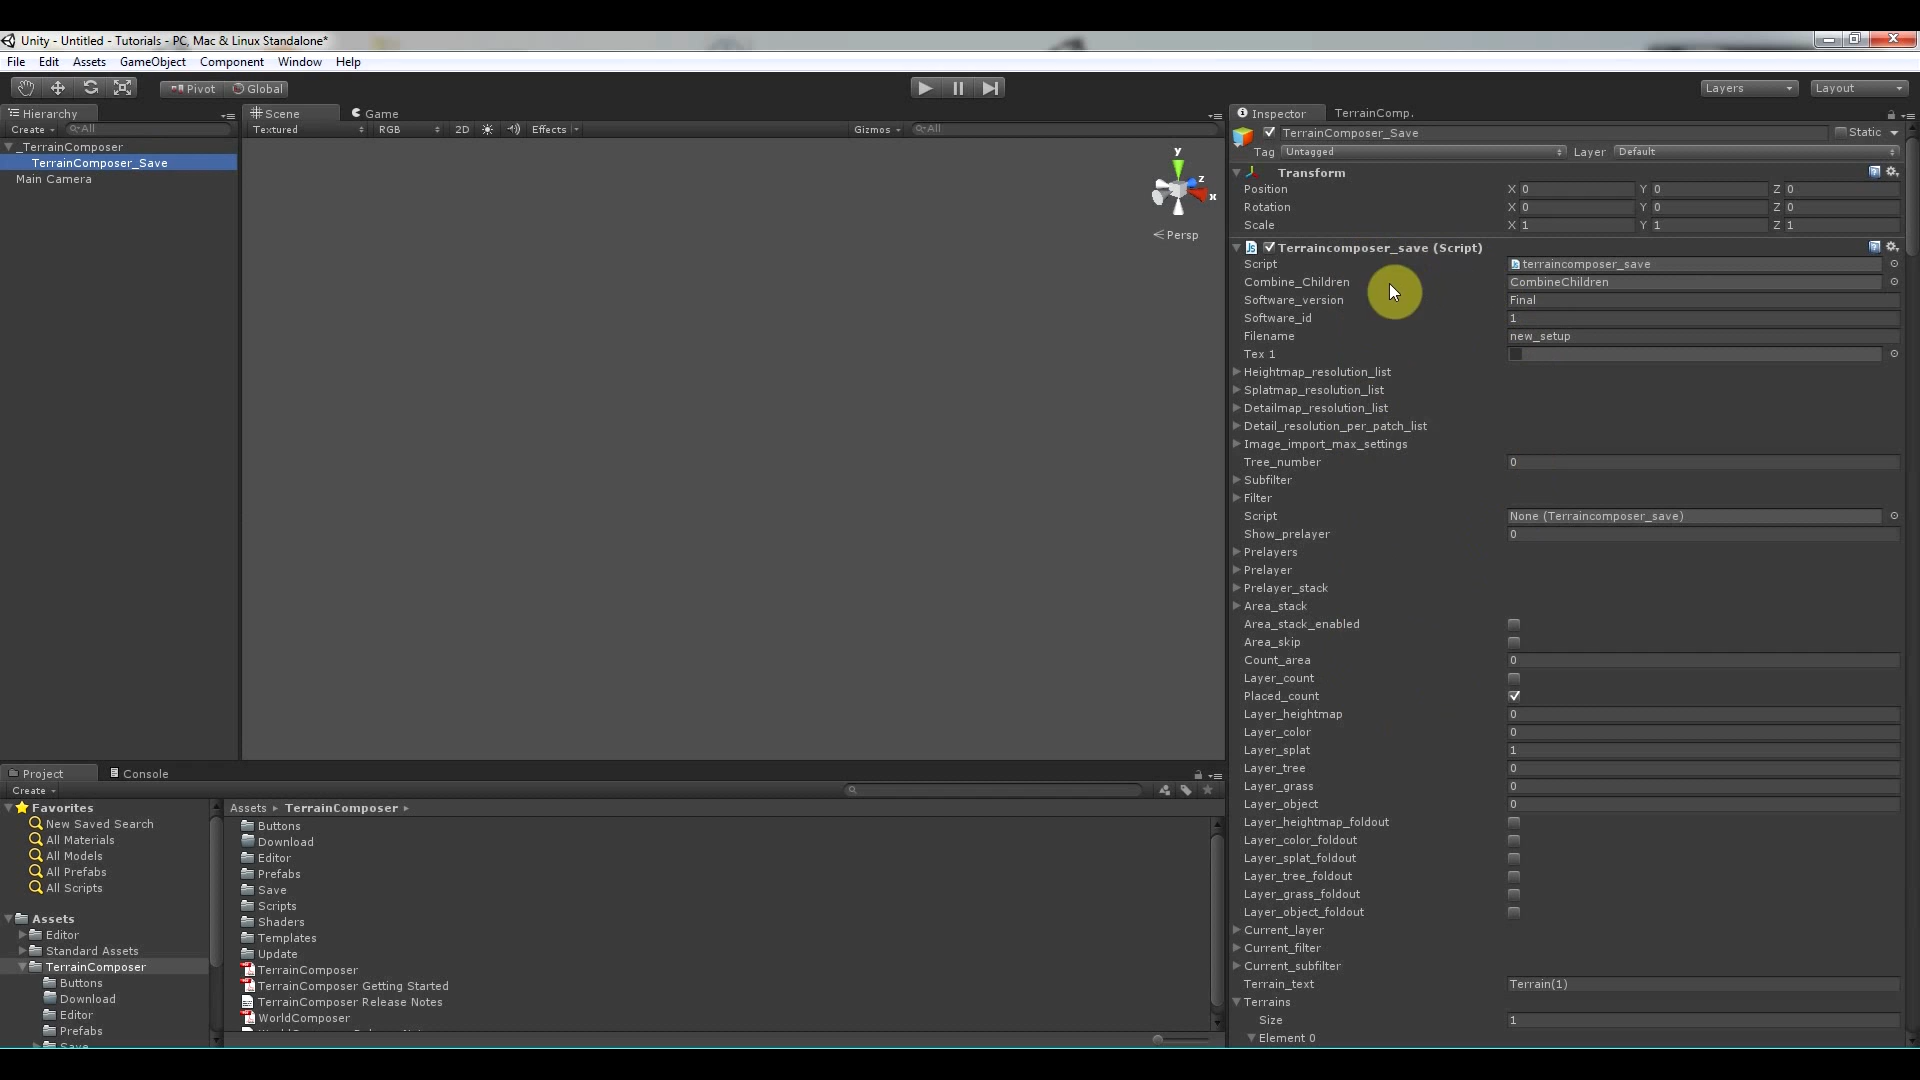 Unity - Untitled - Tutorials - PC, Mac & Linux Standalone*
File Edit Assets GameObject Component Window Help
Pivot Global Layers Layout
Hierarchy
Create All
_TerrainComposer
TerrainComposer_Save
Main Camera
Scene Game
Textured RGB 2D Effects Gizmos All
y
z
x
Persp
Inspector TerrainComp.
TerrainComposer_Save Static
Tag Untagged Layer Default
Transform
Position X 0 Y 0 Z 0
Rotation X 0 Y 0 Z 0
Scale X 1 Y 1 Z 1
Terraincomposer_save (Script)
Script terraincomposer_save
Combine_Children CombineChildren
Software_version Final
Software_id 1
Filename new_setup
Tex 1
Heightmap_resolution_list
Splatmap_resolution_list
Detailmap_resolution_list
Detail_resolution_per_patch_list
Image_import_max_settings
Tree_number 0
Subfilter
Filter
Script None (Terraincomposer_save)
Show_prelayer 0
Prelayers
Prelayer
Prelayer_stack
Area_stack
Area_stack_enabled
Area_skip
Count_area 0
Layer_count
Placed_count
Layer_heightmap 0
Layer_color 0
Layer_splat 1
Layer_tree 0
Layer_grass 0
Layer_object 0
Layer_heightmap_foldout
Layer_color_foldout
Layer_splat_foldout
Layer_tree_foldout
Layer_grass_foldout
Layer_object_foldout
Current_layer
Current_filter
Current_subfilter
Terrain_text Terrain(1)
Terrains
Size 1
Element 0
Project Console
Create
Favorites
New Saved Search
All Materials
All Models
All Prefabs
All Scripts
Assets
Editor
Standard Assets
TerrainComposer
Buttons
Download
Editor
Prefabs
Save
Assets TerrainComposer
Buttons
Download
Editor
Prefabs
Save
Scripts
Shaders
Templates
Update
TerrainComposer
TerrainComposer Getting Started
TerrainComposer Release Notes
WorldComposer